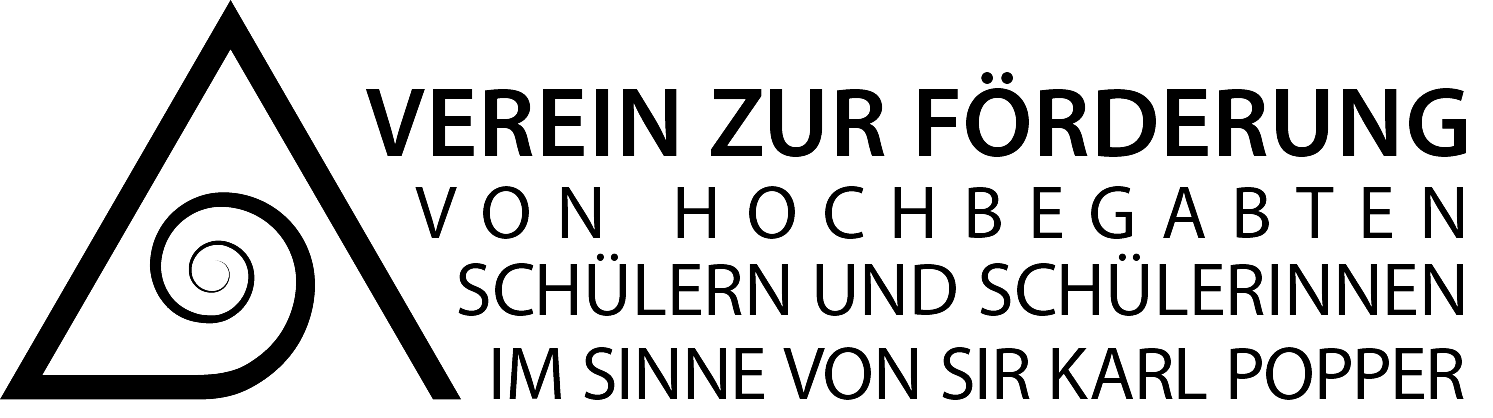 VEREIN ZUR FÖRDERUNG
VON HOCHBEGABTEN
SCHÜLERN UND SCHÜLERINNEN
IM SINNE VON SIR KARL POPPER